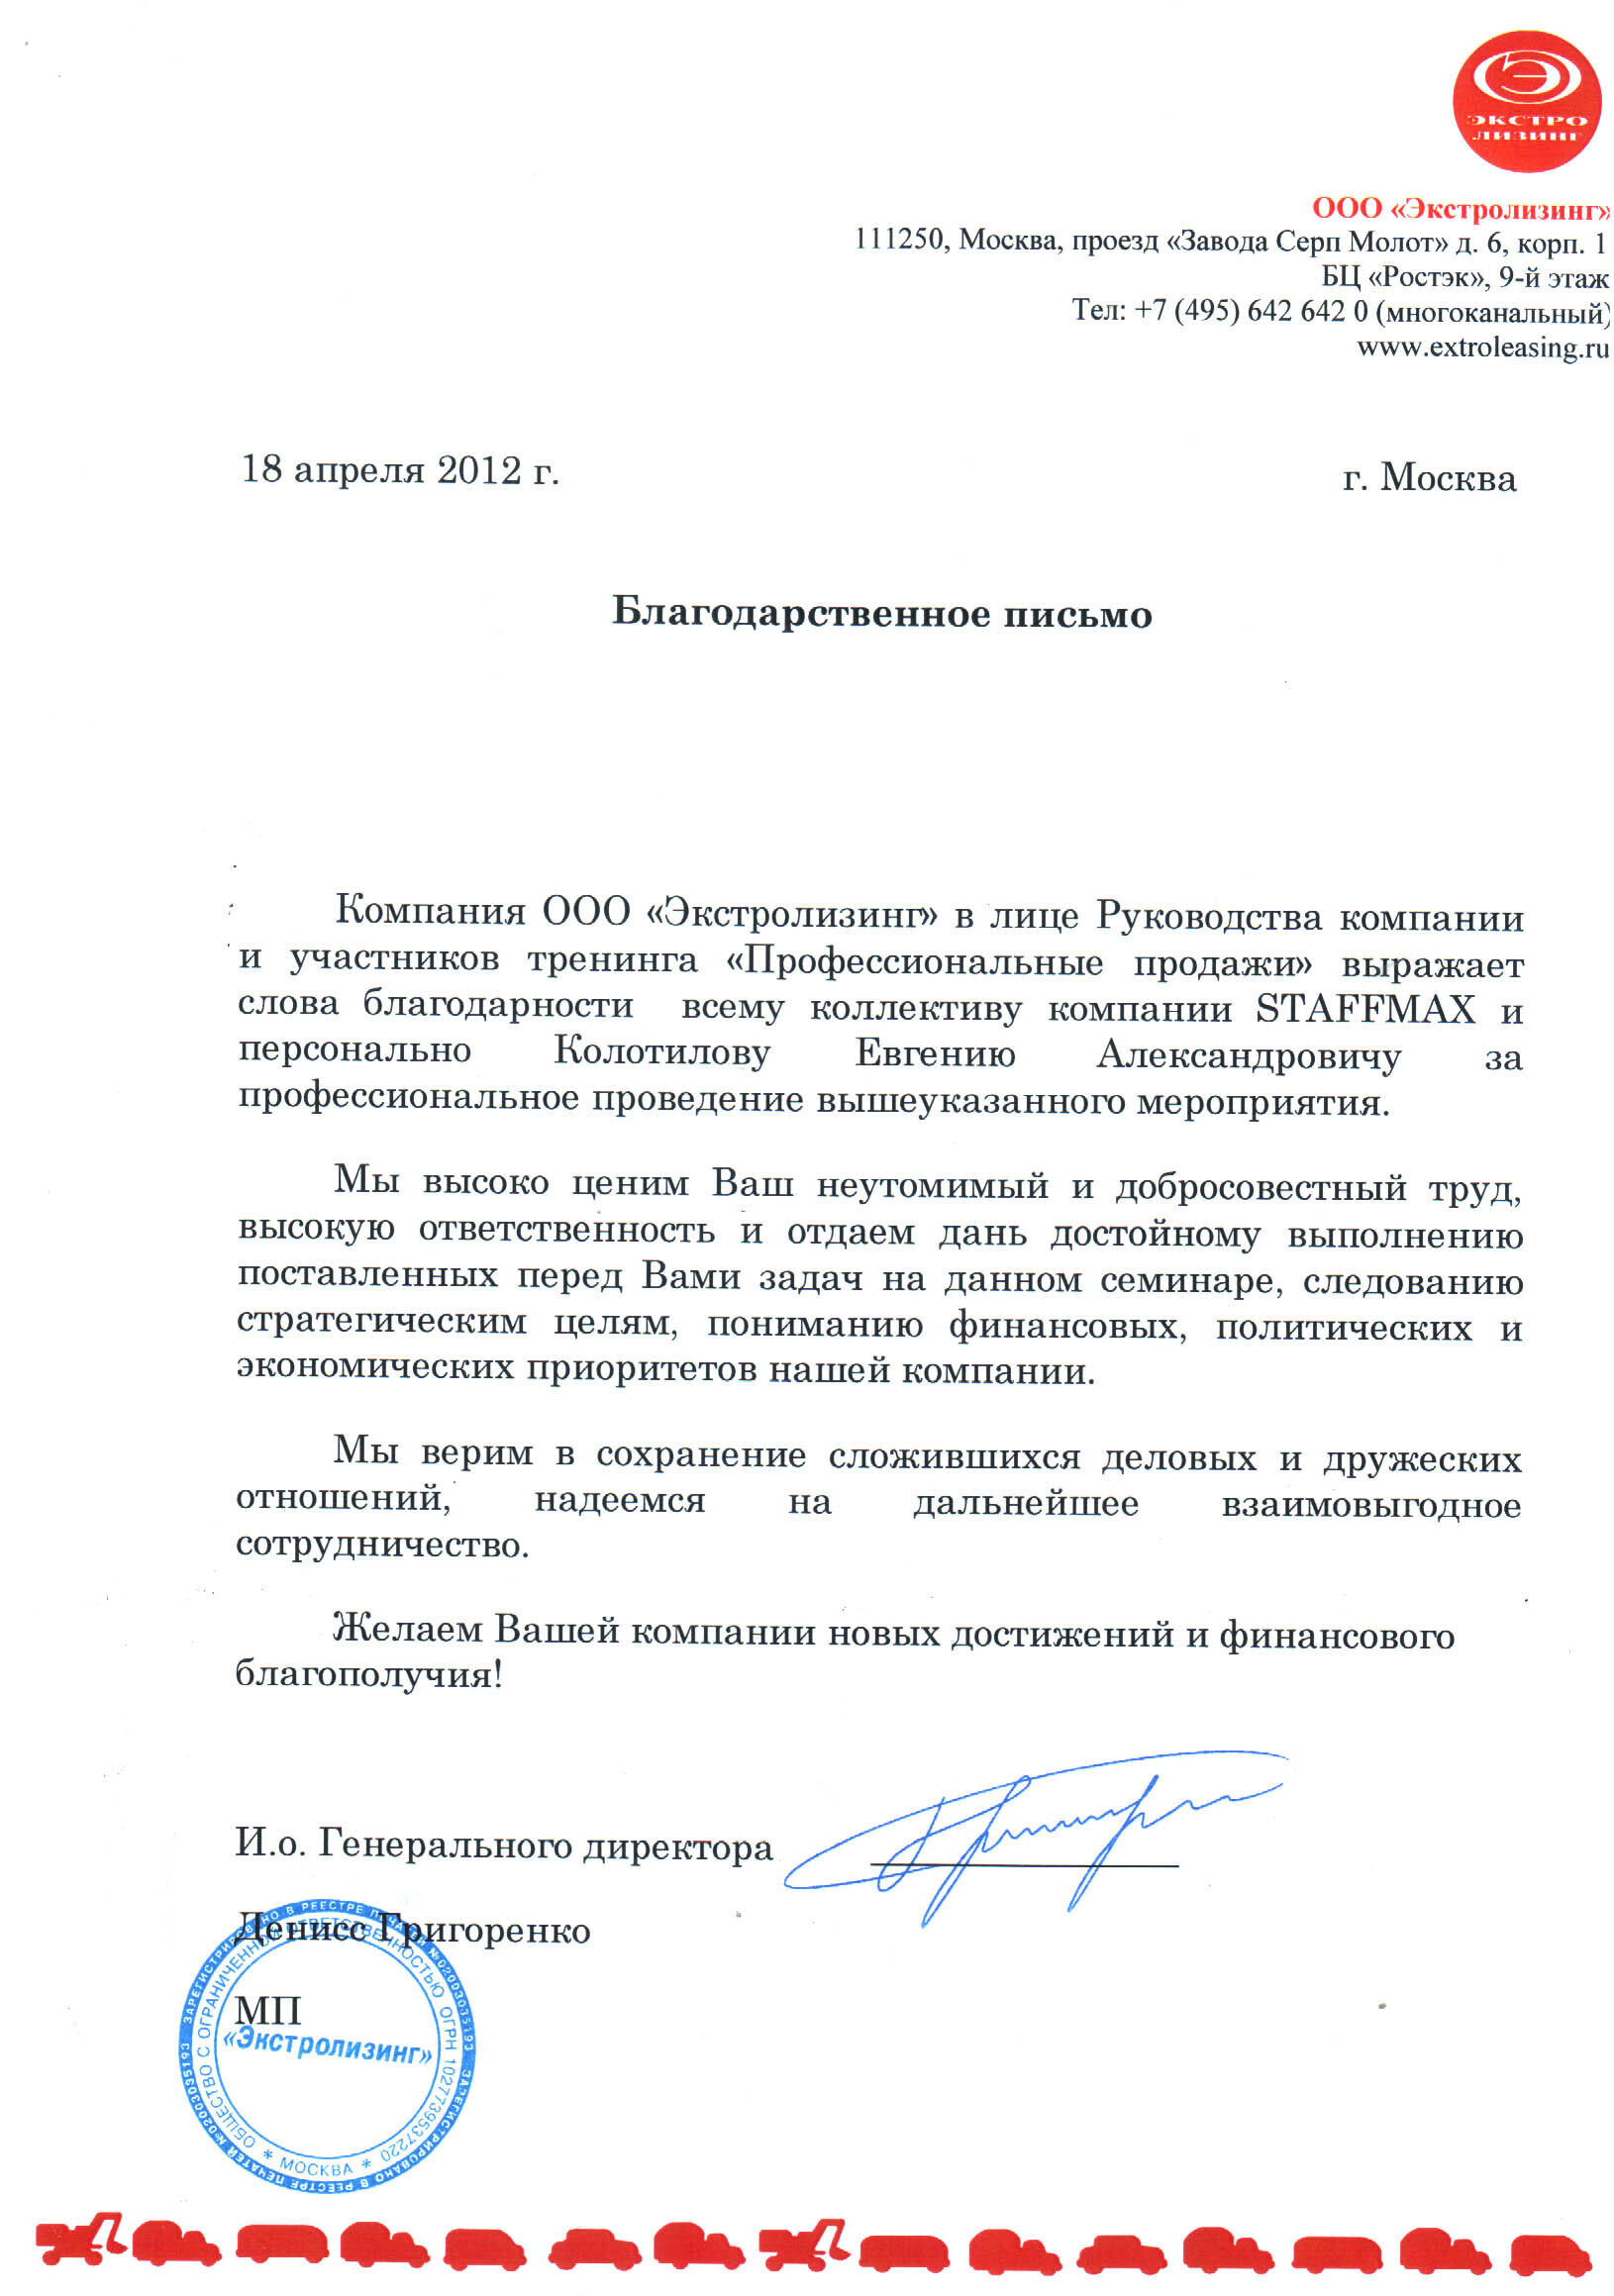 Э
ЭКСТРО
ЛИЗИНГ
ООО «Экстролизинг»
111250, Москва, проезд «Завода Серп Молот» д. 6, корп. 1
БЦ «Ростэк», 9-й этаж
Тел: +7 (495) 642 642 0 (многоканальный)
www.extroleasing.ru
18 апреля 2012 г. г. Москва
Благодарственное письмо
Компания ООО «Экстролизинг» в лице Руководства компании
и участников тренинга «Профессиональные продажи» выражает
слова благодарности всему коллективу компании STAFFMAX и
персонально Колотилову Евгению Александровичу за
профессиональное проведение вышеуказанного мероприятия.
Мы высоко ценим Ваш неутомимый и добросовестный труд,
высокую ответственность и отдаем дань достойному выполнению
поставленных перед Вами задач на данном семинаре, следованию
стратегическим целям, пониманию финансовых, политических и
экономических приоритетов нашей компании.
Мы верим в сохранение сложившихся деловых и дружеских
отношений, надеемся на дальнейшее взаимовыгодное
сотрудничество.
Желаем Вашей компании новых достижений и финансового
благополучия!
И.о. Генерального директора
Денисс Григоренко
МП
ЗАРЕГИСТРИРОВАНО В РЕЕСТРЕ ПЕЧАТЕЙ №02003035193 ЗАРЕГИСТРИРОВАНО В РЕЕСТРЕ ПЕЧАТЕЙ №02003035193
ОБЩЕСТВО С ОГРАНИЧЕННОЙ ОТВЕТСТВЕННОСТЬЮ ОГРН 1027739537220
* МОСКВА *
«Экстролизинг»